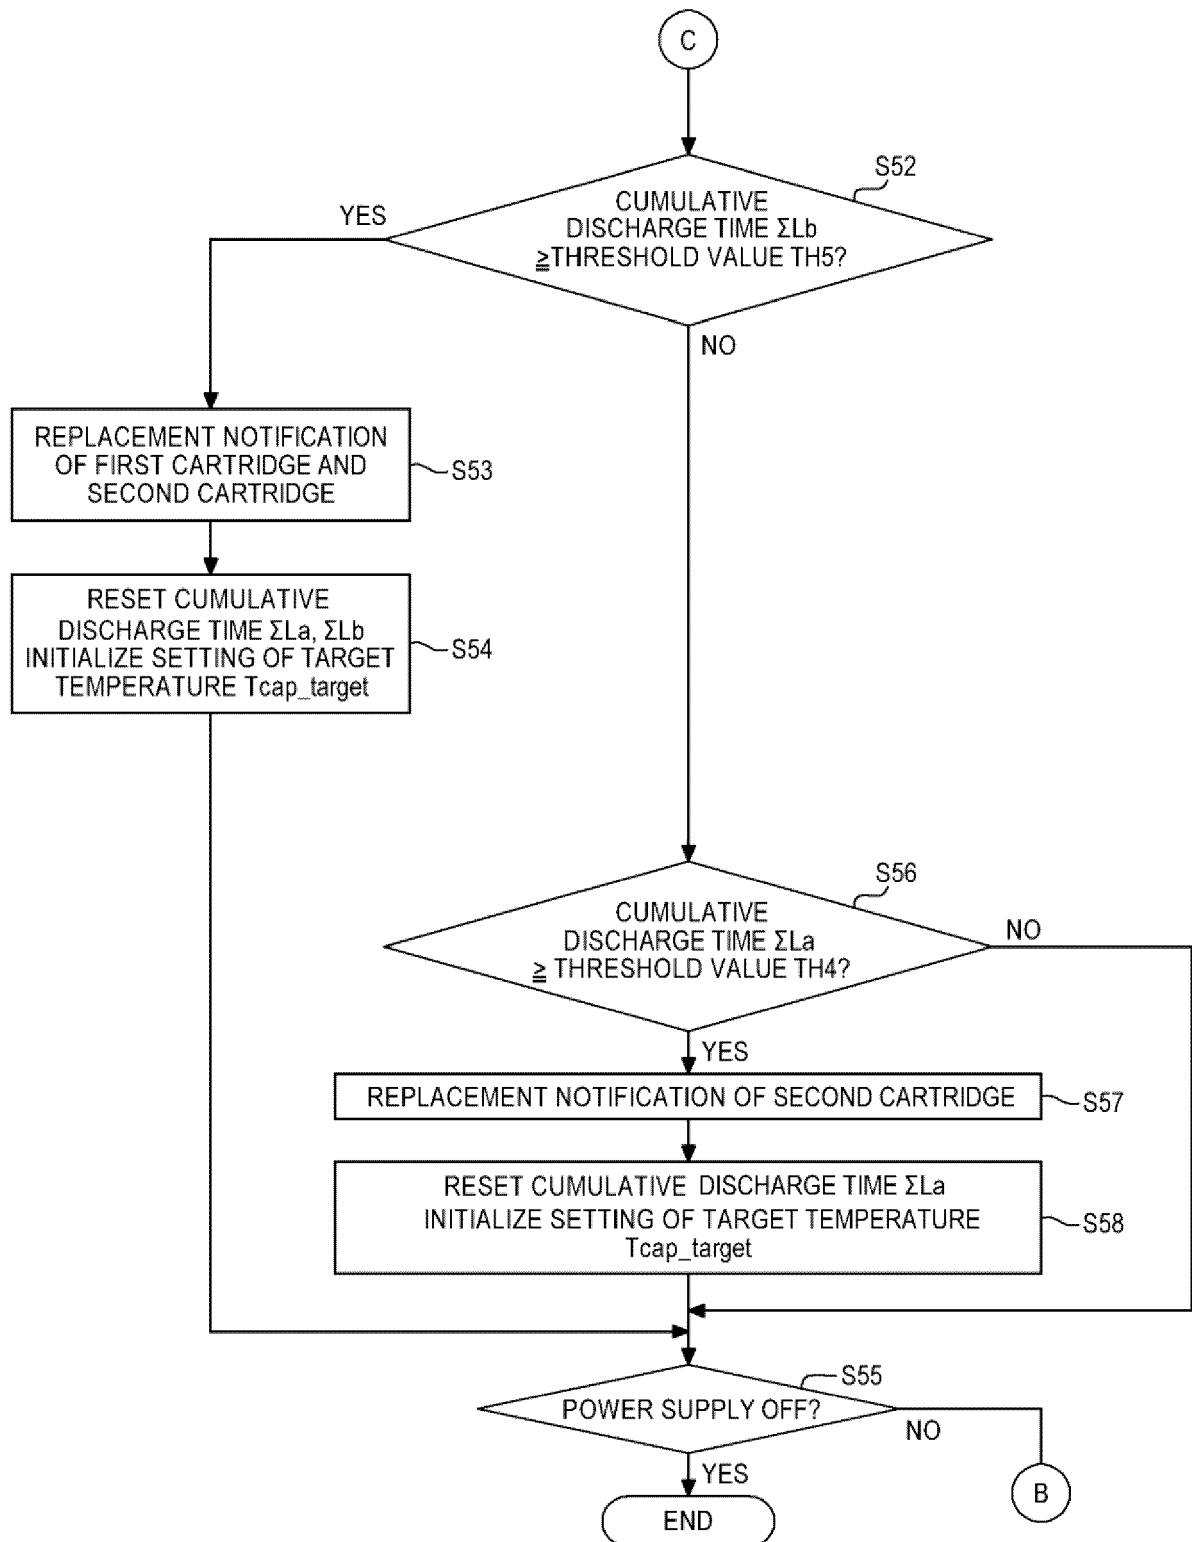 C
S52
CUMULATIVE
DISCHARGE TIME ΣLb
≧THRESHOLD VALUE TH5?
YES
NO
REPLACEMENT NOTIFICATION
OF FIRST CARTRIDGE AND
SECOND CARTRIDGE
S53
RESET CUMULATIVE
DISCHARGE TIME ΣLa, ΣLb
INITIALIZE SETTING OF TARGET
TEMPERATURE Tcap_target
S54
S56
CUMULATIVE
DISCHARGE TIME ΣLa
≧ THRESHOLD VALUE TH4?
NO
YES
REPLACEMENT NOTIFICATION OF SECOND CARTRIDGE
S57
RESET CUMULATIVE DISCHARGE TIME ΣLa
INITIALIZE SETTING OF TARGET TEMPERATURE
Tcap_target
S58
S55
POWER SUPPLY OFF?
NO
YES
B
END